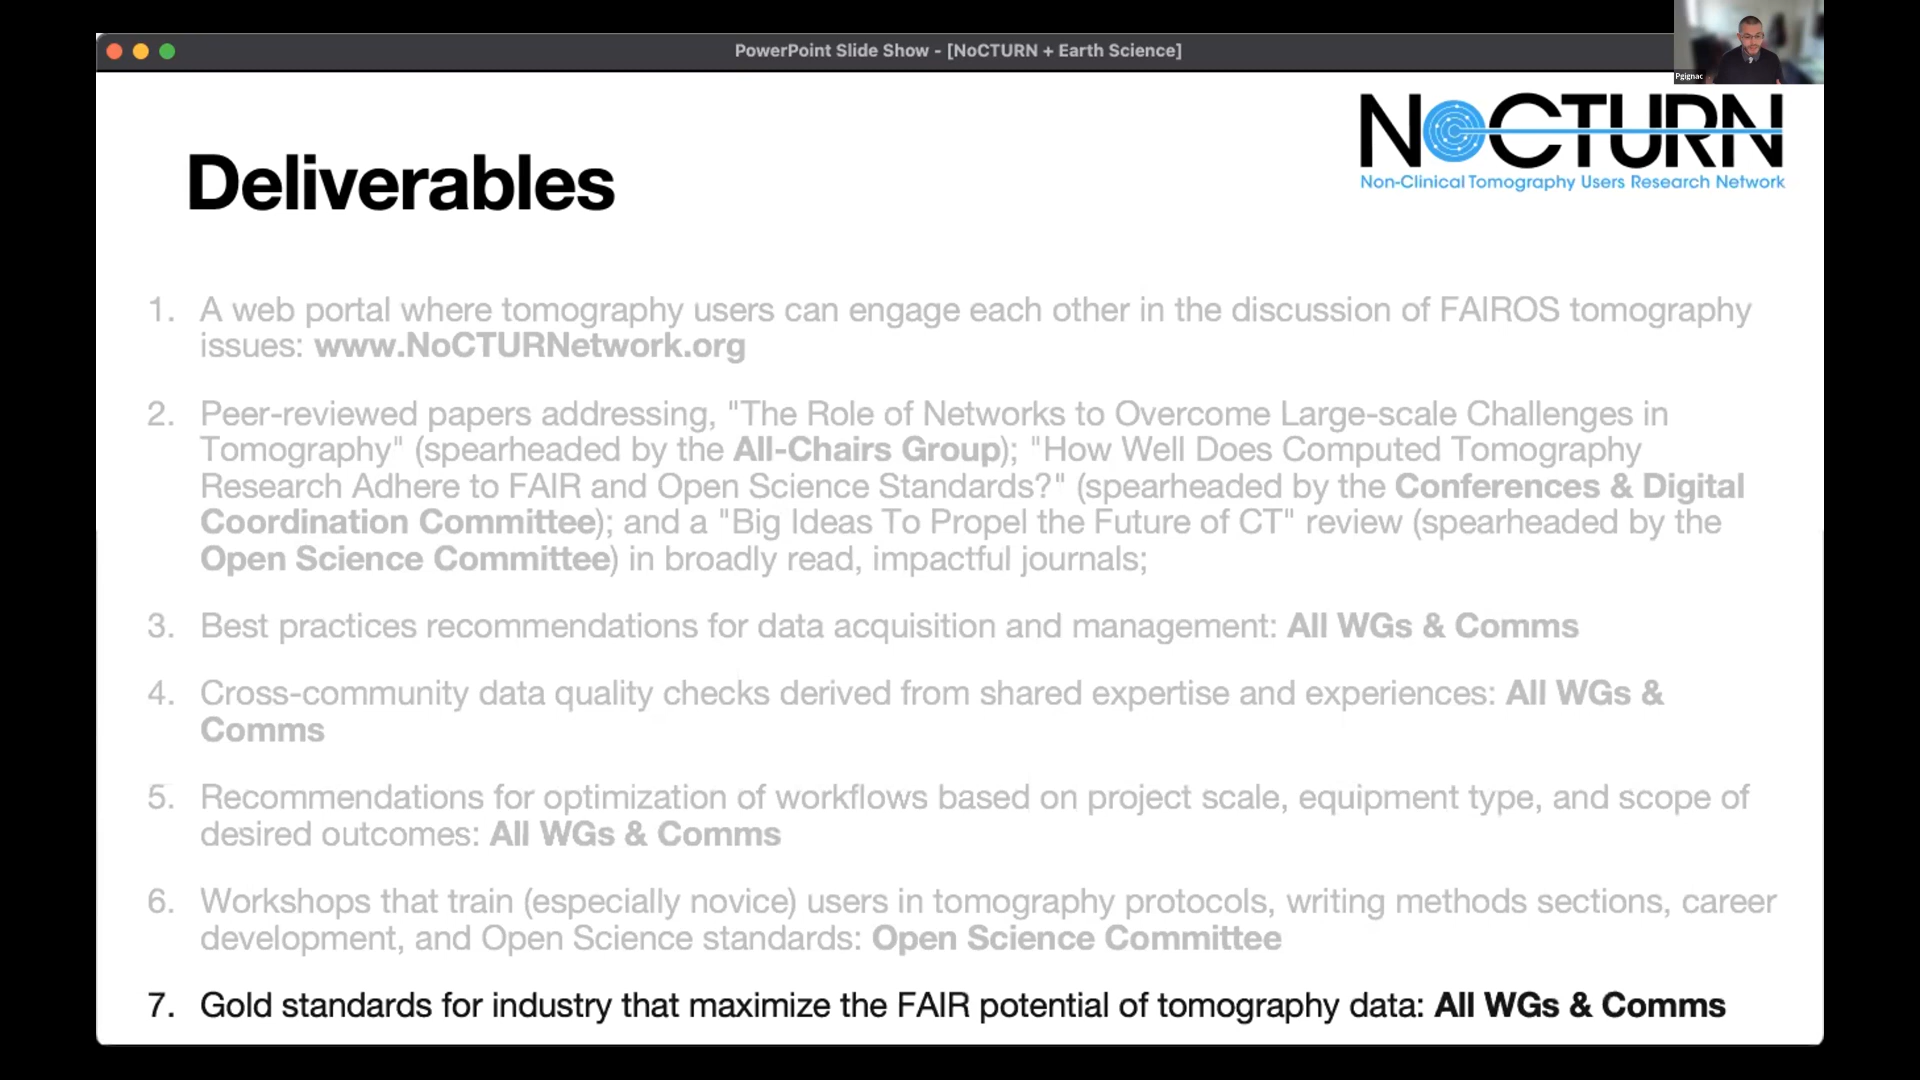 PowerPoint Slide Show - [NoCTURN + Earth Science]
Pgignac
NoCTURN
Non-Clinical Tomography Users Research Network
Deliverables
1. A web portal where tomography users can engage each other in the discussion of FAIROS tomography
issues: www.NoCTURNetwork.org
2. Peer-reviewed papers addressing, "The Role of Networks to Overcome Large-scale Challenges in
Tomography" (spearheaded by the All-Chairs Group); "How Well Does Computed Tomography
Research Adhere to FAIR and Open Science Standards?" (spearheaded by the Conferences & Digital
Coordination Committee); and a "Big Ideas To Propel the Future of CT" review (spearheaded by the
Open Science Committee) in broadly read, impactful journals;
3. Best practices recommendations for data acquisition and management: All WGs & Comms
4. Cross-community data quality checks derived from shared expertise and experiences: All WGs &
Comms
5. Recommendations for optimization of workflows based on project scale, equipment type, and scope of
desired outcomes: All WGs & Comms
6. Workshops that train (especially novice) users in tomography protocols, writing methods sections, career
development, and Open Science standards: Open Science Committee
7. Gold standards for industry that maximize the FAIR potential of tomography data: All WGs & Comms